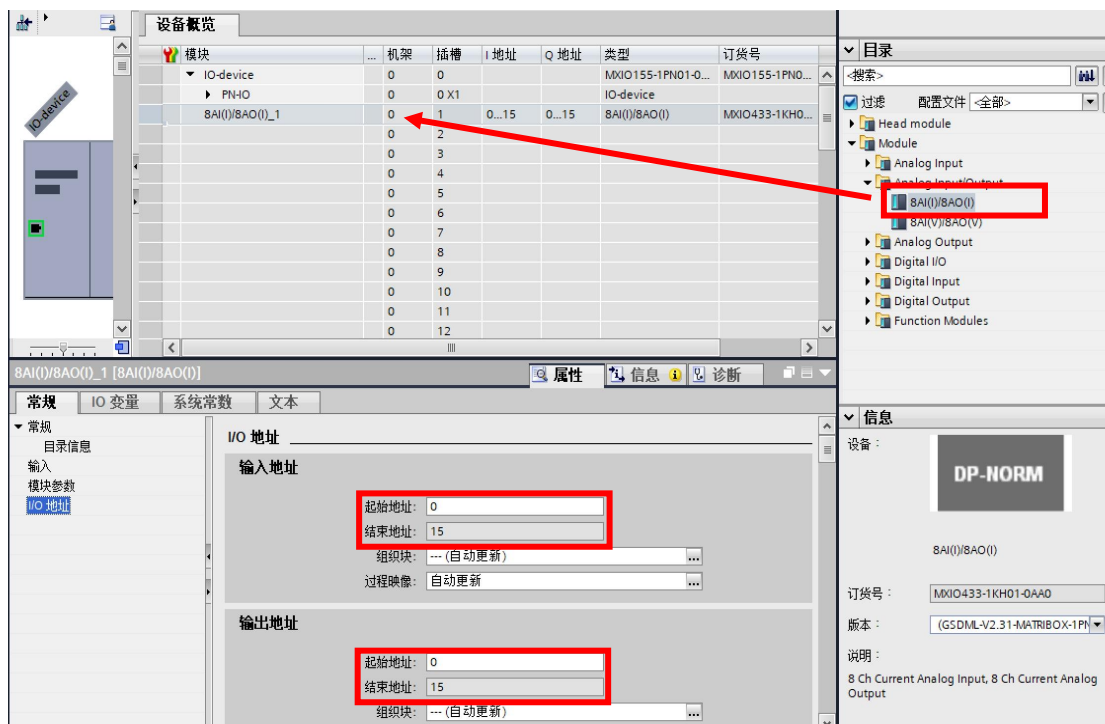 设备概览
模块 ... 机架 插槽 I 地址 Q 地址 类型 订货号
IO-device 0 0 MXIO155-1PN01-0... MXIO155-1PN0...
PN-IO 0 0 X1 IO-device
8AI(I)/8AO(I)_1 0 1 0...15 0...15 8AI(I)/8AO(I) MXIO433-1KH0...
0 2
0 3
0 4
0 5
0 6
0 7
0 8
0 9
0 10
0 11
0 12
IO-device
目录
<搜索>
过滤 配置文件 <全部>
Head module
Module
Analog Input
Analog Input/Output
8AI(I)/8AO(I)
8AI(V)/8AO(V)
Analog Output
Digital I/O
Digital Input
Digital Output
Function Modules
8AI(I)/8AO(I)_1 [8AI(I)/8AO(I)]
属性 信息 诊断
常规 IO 变量 系统常数 文本
常规
目录信息
输入
模块参数
I/O 地址
I/O 地址
输入地址
起始地址: 0
结束地址: 15
组织块: --- (自动更新) ...
过程映像: 自动更新 ...
输出地址
起始地址: 0
结束地址: 15
组织块: --- (自动更新) ...
信息
设备:
DP-NORM
8AI(I)/8AO(I)
订货号: MXIO433-1KH01-0AA0
版本: (GSDML-V2.31-MATRIBOX-1PN
说明:
8 Ch Current Analog Input, 8 Ch Current Analog
Output